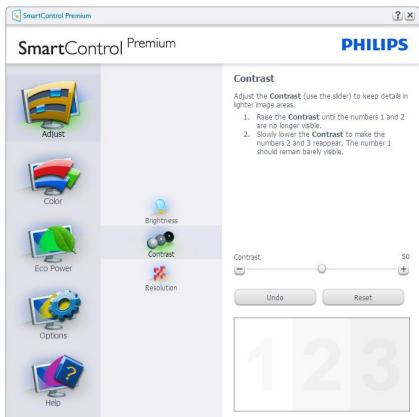 SmartControl Premium
SmartControl Premium
PHILIPS
Adjust
Color
Eco Power
Options
Help
Brightness
Contrast
Resolution
Contrast
Adjust the Contrast (use the slider) to keep details in
lighter image areas.
1. Raise the Contrast until the numbers 1 and 2
are no longer visible.
2. Slowly lower the Contrast to make the
numbers 2 and 3 reappear. The number 1
should remain barely visible.
Contrast 50
Undo Reset
1 2 3